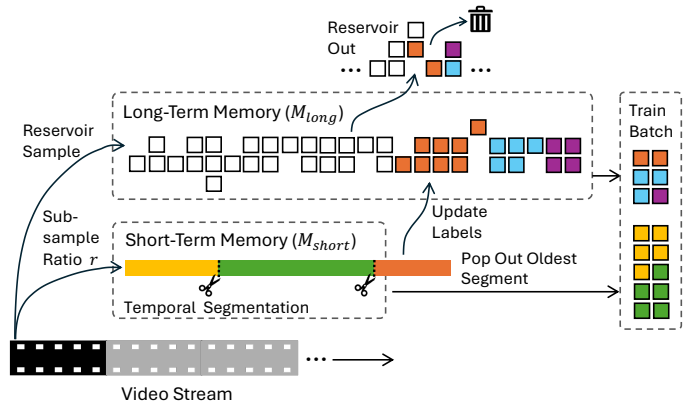 Reservoir
Out
... ...
Long-Term Memory (M_long)
Train
Batch
Reservoir
Sample
Update
Labels
Sub-
sample
Ratio r
Short-Term Memory (M_short)
Pop Out Oldest
Segment
Temporal Segmentation
...
Video Stream